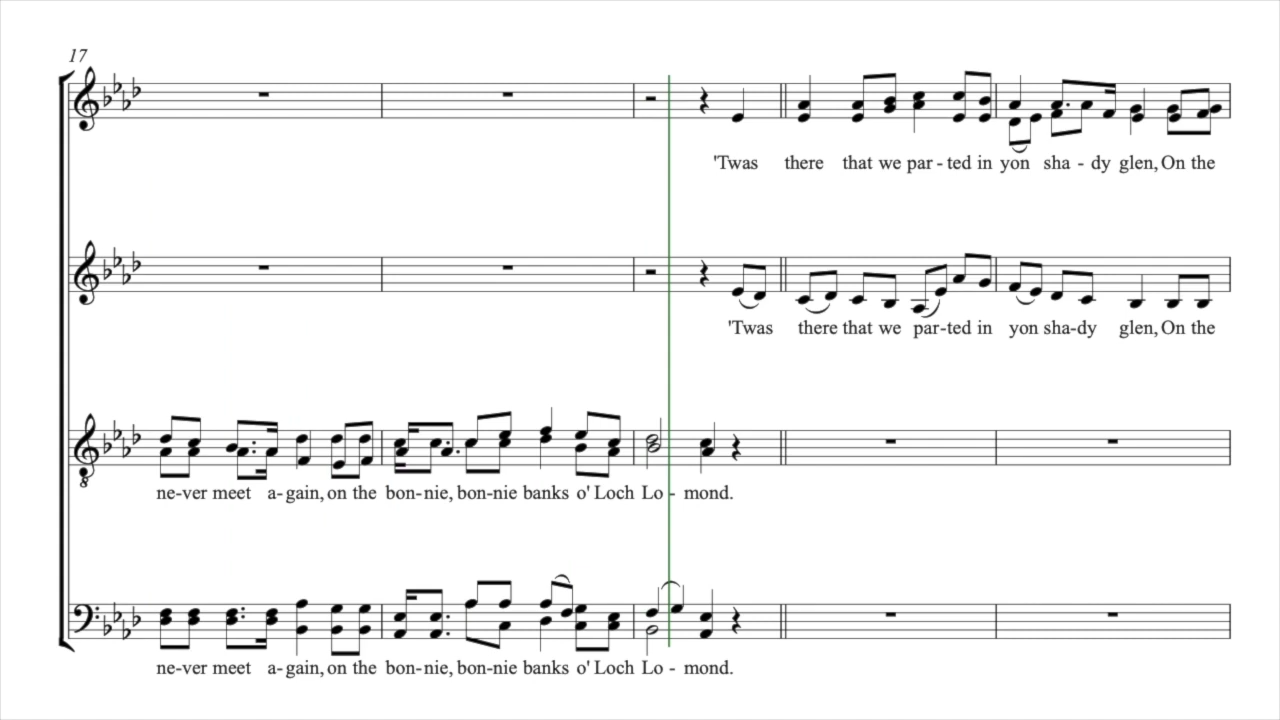 17
'Twas there that we par - ted in yon sha - dy glen, On the
'Twas there that we par-ted in yon sha-dy glen, On the
8
ne-ver meet a-gain, on the bon-nie, bon-nie banks o' Loch Lo - mond.
ne-ver meet a-gain, on the bon-nie, bon-nie banks o' Loch Lo - mond.